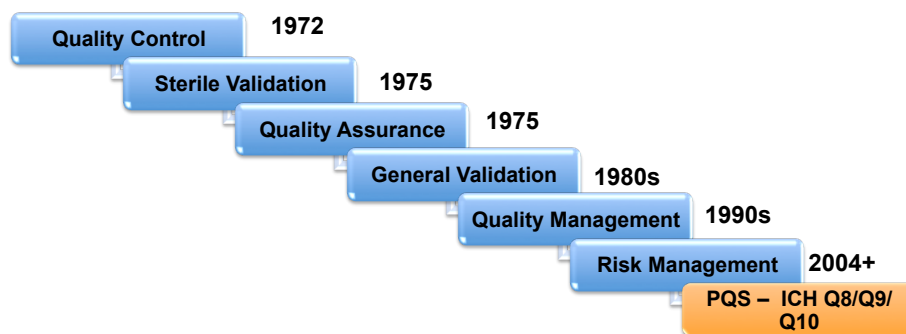 Quality Control 1972
Sterile Validation 1975
Quality Assurance 1975
General Validation 1980s
Quality Management 1990s
Risk Management 2004+
PQS – ICH Q8/Q9/
Q10